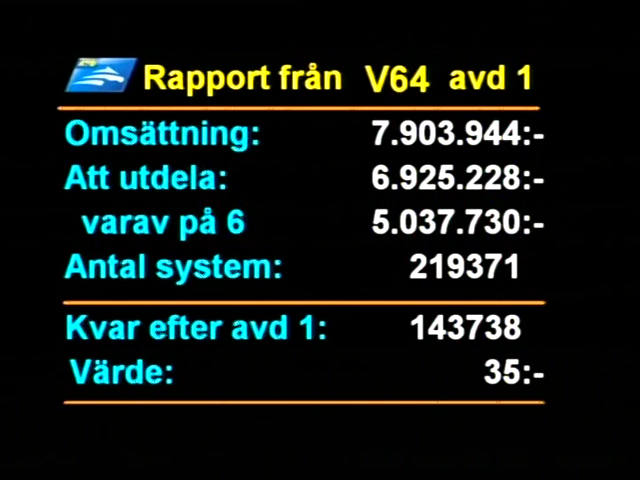 Rapport från V64 avd 1
Omsättning: 7.903.944:-
Att utdela: 6.925.228:-
varav på 6 5.037.730:-
Antal system: 219371
Kvar efter avd 1: 143738
Värde: 35:-